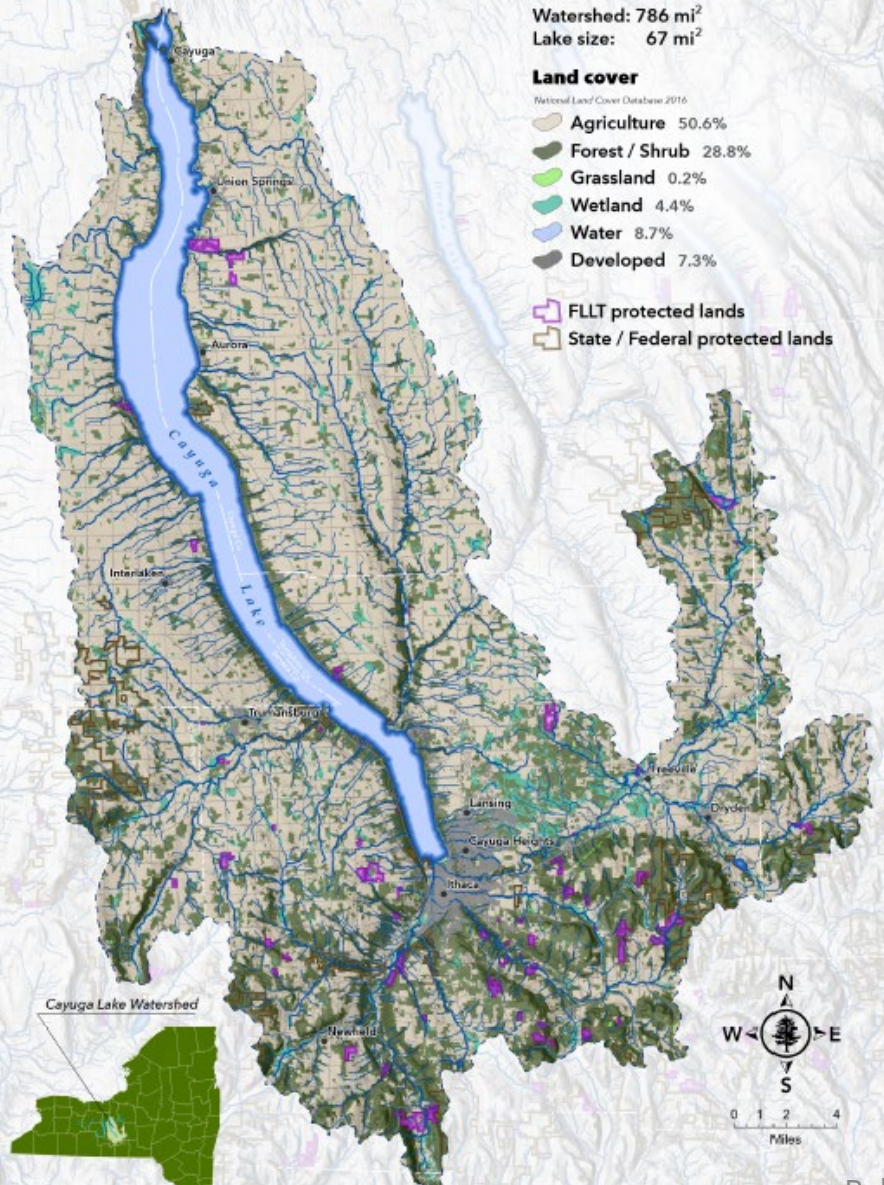 Watershed: 786 mi²
Lake size: 67 mi²
Land cover
National Land Cover Database 2016
Agriculture 50.6%
Forest / Shrub 28.8%
Grassland 0.2%
Wetland 4.4%
Water 8.7%
Developed 7.3%
FLLT protected lands
State / Federal protected lands
Cayuga
Union Springs
Aurora
Cayuga
Lake
Interlaken
Trumansburg
Freeville
Dryden
Lansing
Cayuga Heights
Ithaca
Newfield
Cayuga Lake Watershed
N
W E
S
0 1 2 4
Miles